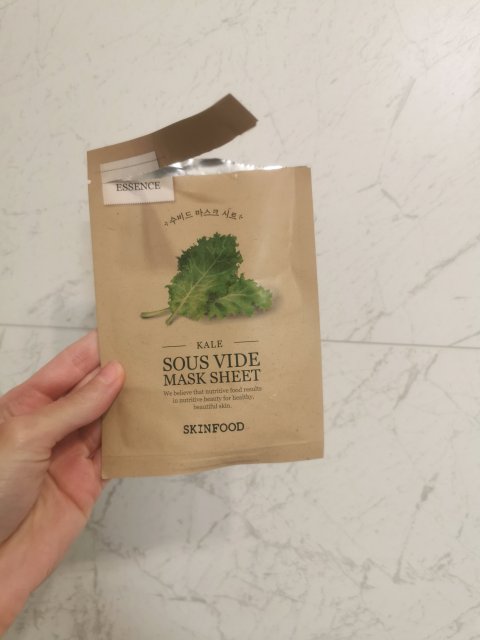 ESSENCE
수비드 마스크 시트
KALE
SOUS VIDE
MASK SHEET
We believe that nutritive food results
in nutritive beauty for healthy,
beautiful skin.
SKINFOOD